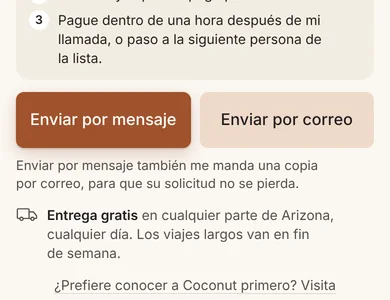 3
Pague dentro de una hora después de mi
llamada, o paso a la siguiente persona de
la lista.
Enviar por mensaje
Enviar por correo
Enviar por mensaje también me manda una copia
por correo, para que su solicitud no se pierda.
Entrega gratis en cualquier parte de Arizona,
cualquier día. Los viajes largos van en fin
de semana.
¿Prefiere conocer a Coconut primero? Visita